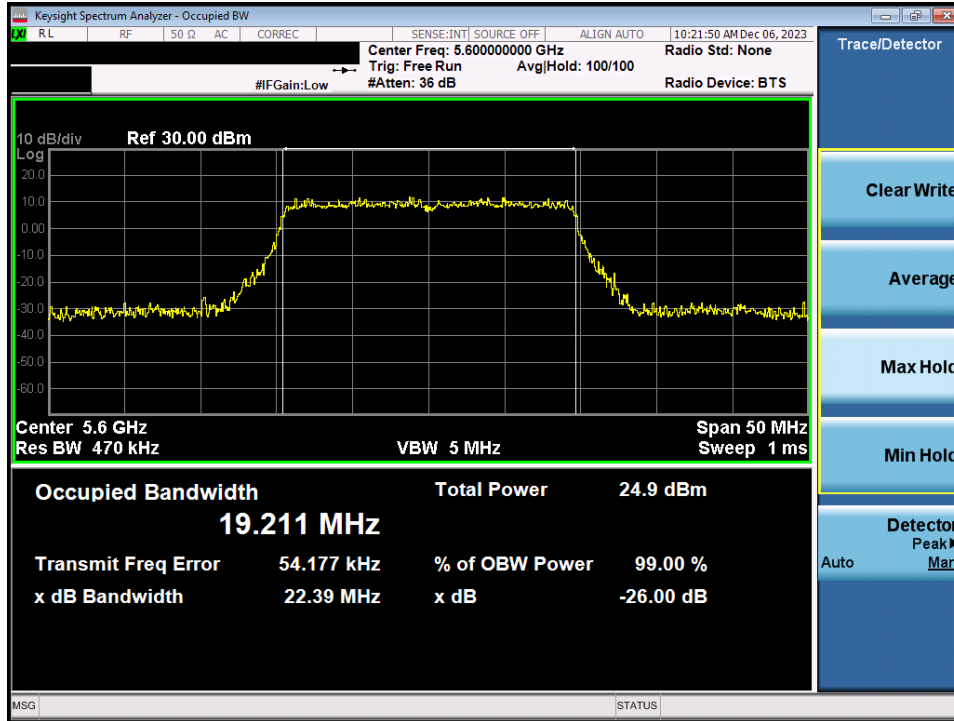 Keysight Spectrum Analyzer - Occupied BW
LXI RL RF 50 Ω AC CORREC SENSE:INT SOURCE OFF ALIGN AUTO 10:21:50 AM Dec 06, 2023
Center Freq: 5.600000000 GHz Radio Std: None
Trig: Free Run Avg|Hold: 100/100
#IFGain:Low #Atten: 36 dB Radio Device: BTS
10 dB/div Ref 30.00 dBm
Log
20.0
10.0
0.00
-10.0
-20.0
-30.0
-40.0
-50.0
-60.0
Center 5.6 GHz Span 50 MHz
Res BW 470 kHz VBW 5 MHz Sweep 1 ms
Occupied Bandwidth Total Power 24.9 dBm
19.211 MHz
Transmit Freq Error 54.177 kHz % of OBW Power 99.00 %
x dB Bandwidth 22.39 MHz x dB -26.00 dB
MSG STATUS
Trace/Detector
Clear Write
Average
Max Hold
Min Hold
Detector
Peak
Auto Man